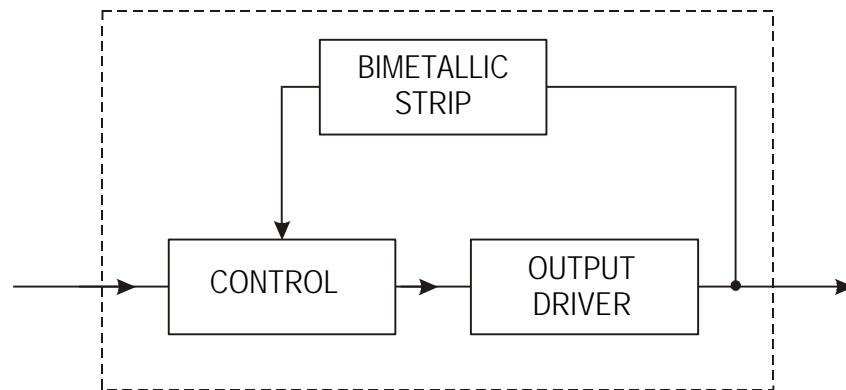 BIMETALLIC
STRIP
CONTROL
OUTPUT
DRIVER